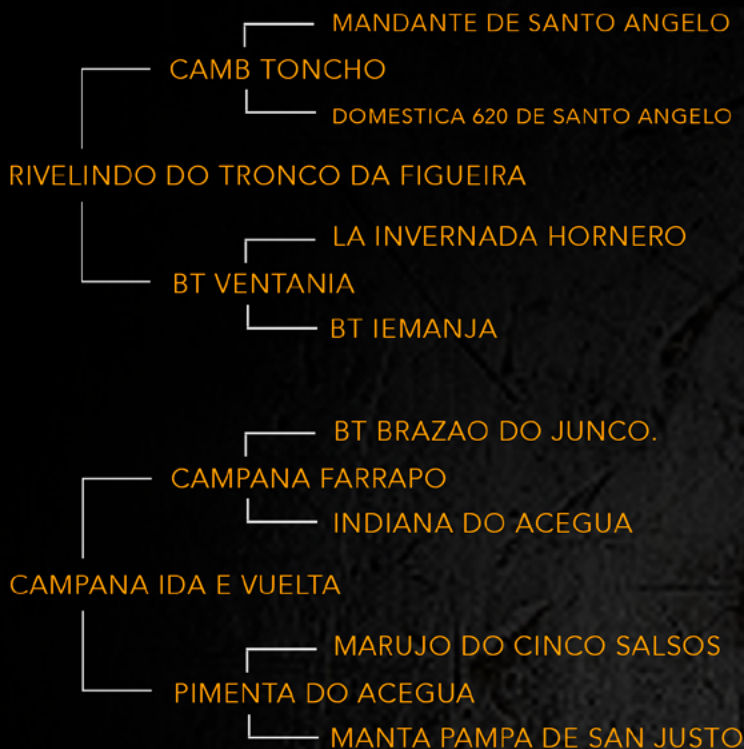 MANDANTE DE SANTO ANGELO
CAMB TONCHO
DOMESTICA 620 DE SANTO ANGELO
RIVELINDO DO TRONCO DA FIGUEIRA
LA INVERNADA HORNERO
BT VENTANIA
BT IEMANJA
BT BRAZAO DO JUNCO.
CAMPANA FARRAPO
INDIANA DO ACEGUA
CAMPANA IDA E VUELTA
MARUJO DO CINCO SALSOS
PIMENTA DO ACEGUA
MANTA PAMPA DE SAN JUSTO